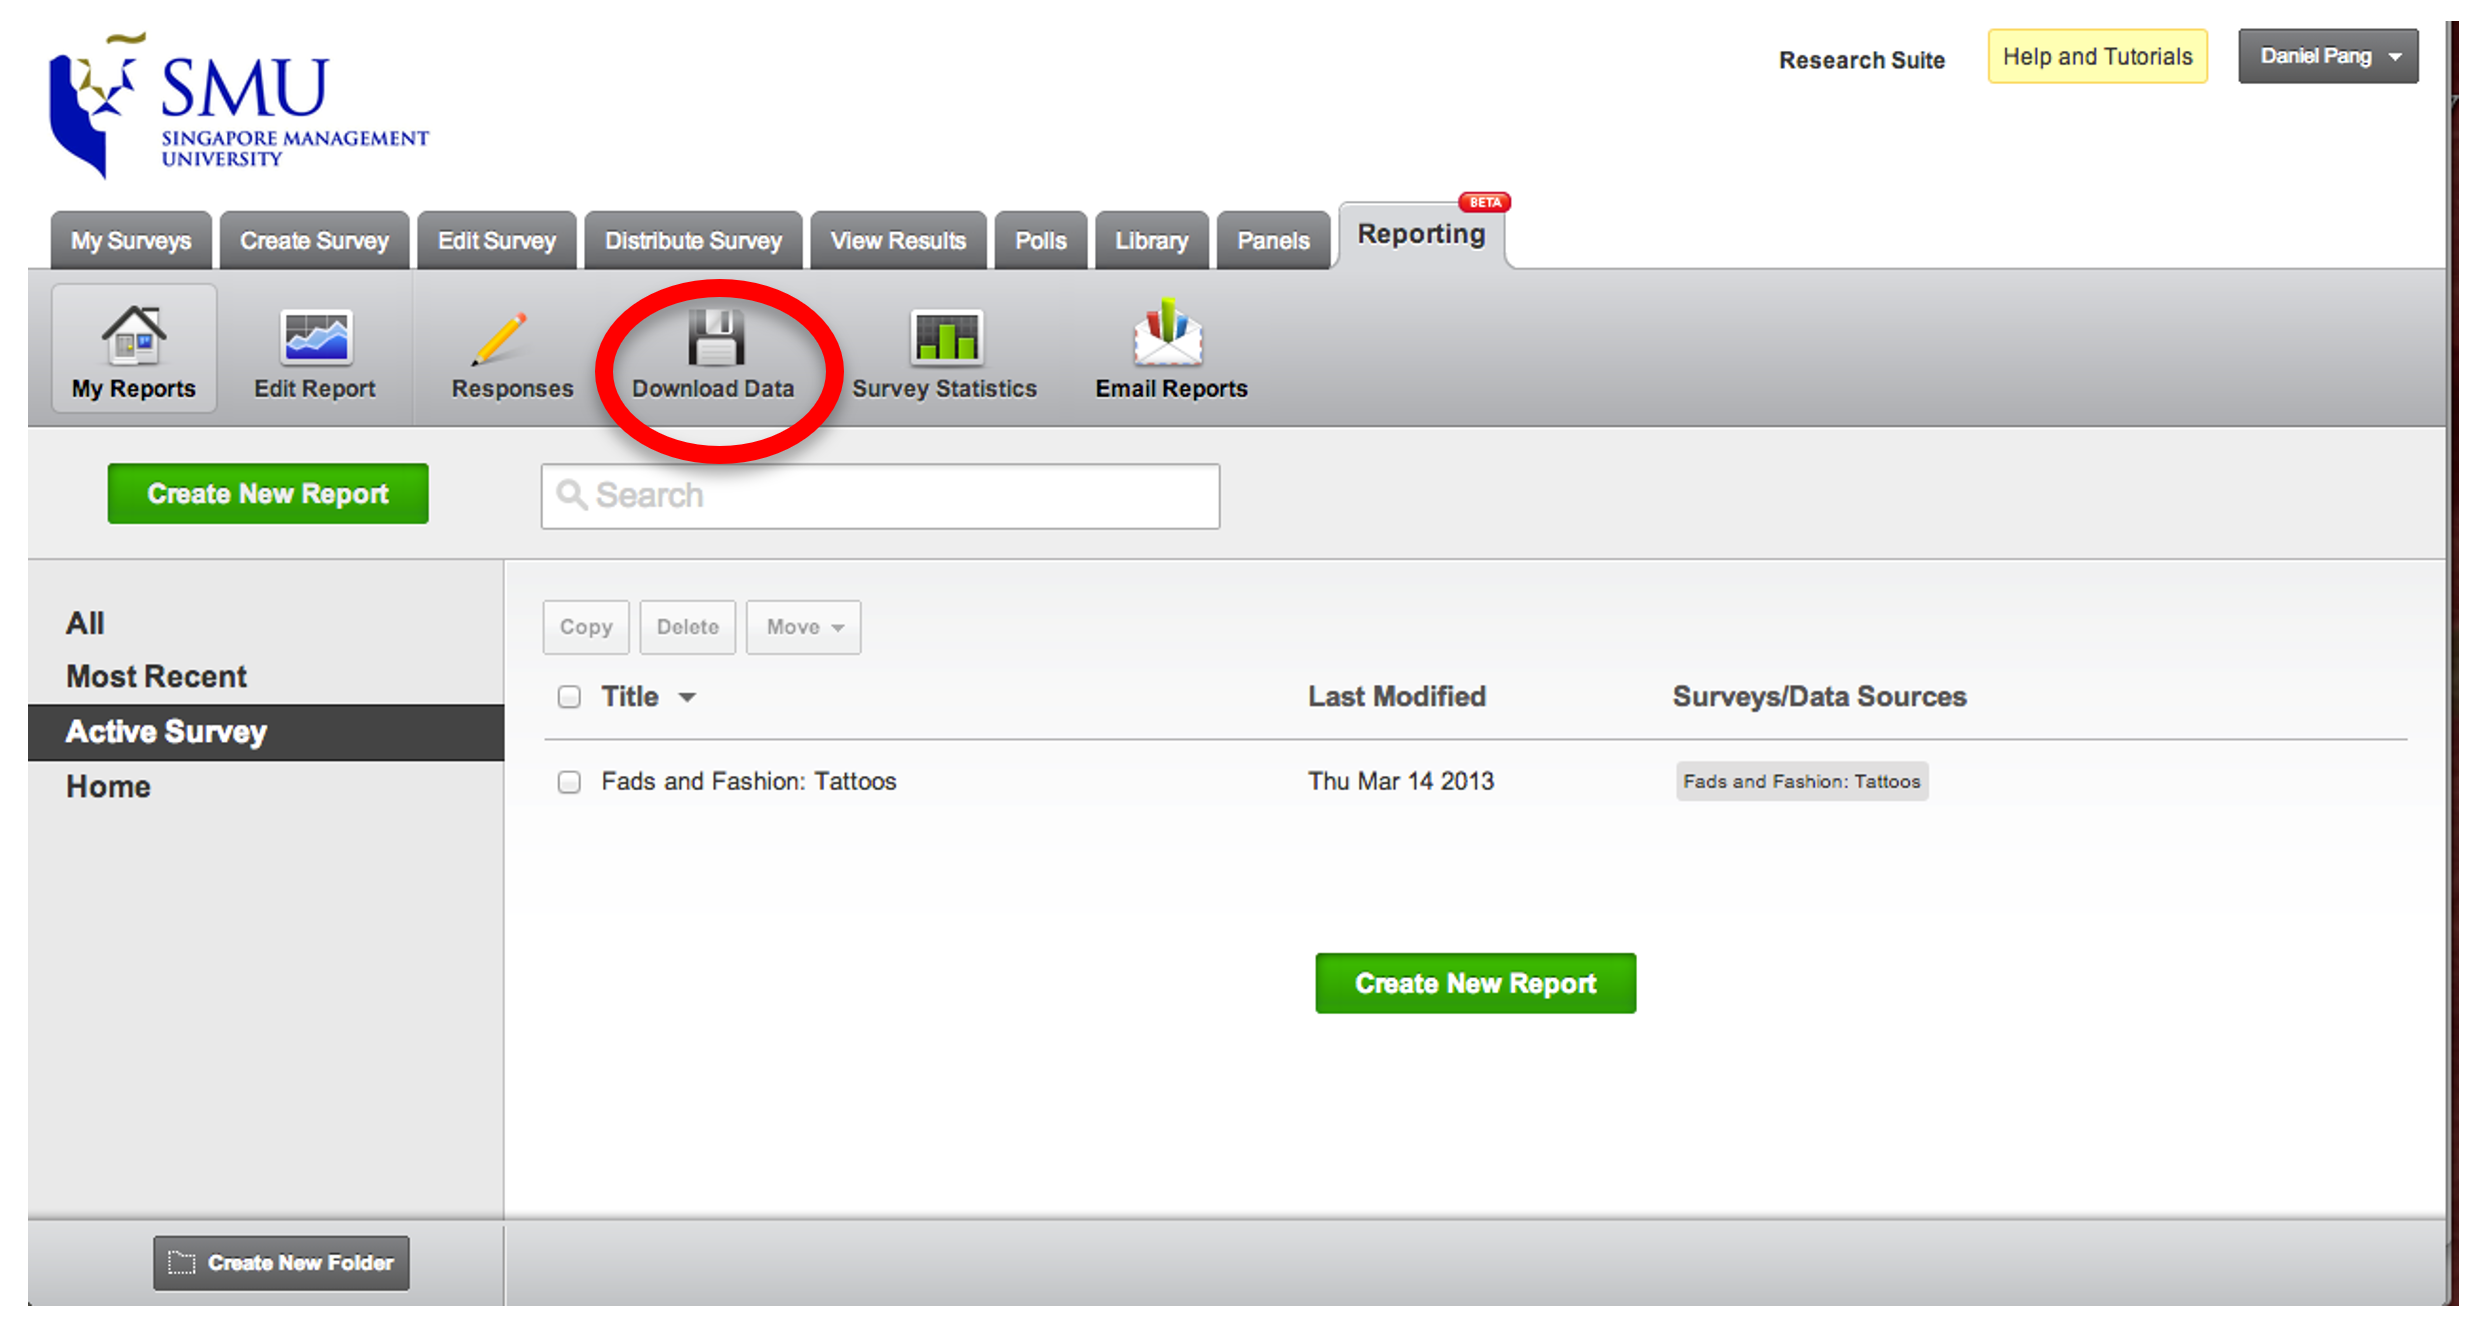 SMU
SINGAPORE MANAGEMENT
UNIVERSITY
Research Suite
Help and Tutorials
Daniel Pang
My Surveys
Create Survey
Edit Survey
Distribute Survey
View Results
Polls
Library
Panels
Reporting
BETA
My Reports
Edit Report
Responses
Download Data
Survey Statistics
Email Reports
Create New Report
Search
All
Most Recent
Active Survey
Home
Copy
Delete
Move
Title
Last Modified
Surveys/Data Sources
Fads and Fashion: Tattoos
Thu Mar 14 2013
Fads and Fashion: Tattoos
Create New Report
Create New Folder